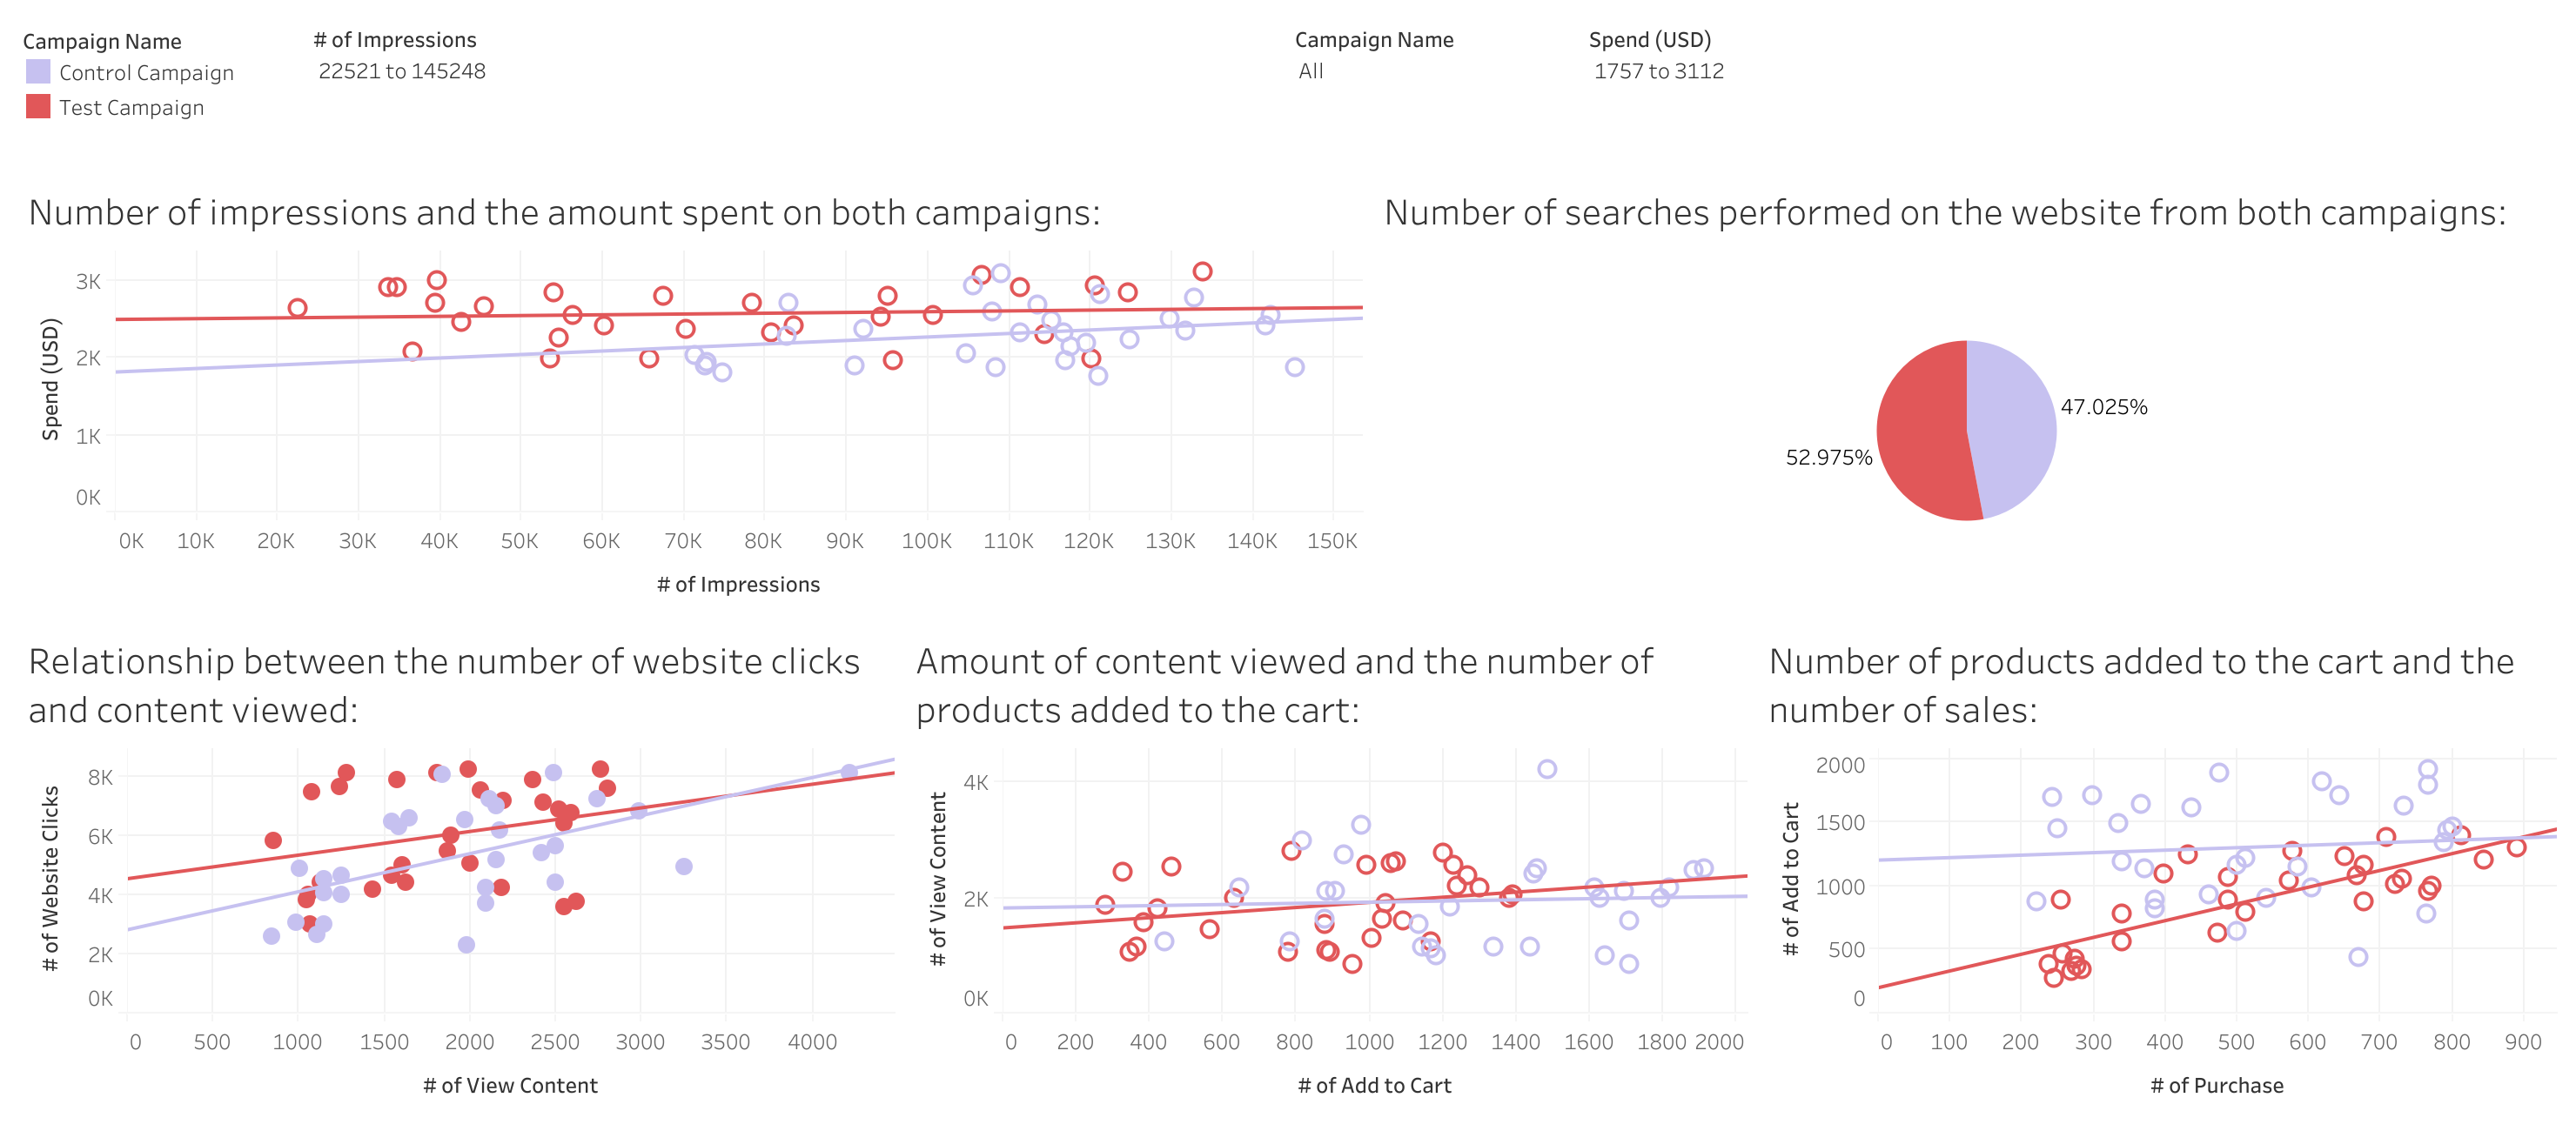 Campaign Name
Control Campaign
Test Campaign
# of Impressions
22521 to 145248
Campaign Name
All
Spend (USD)
1757 to 3112
Number of impressions and the amount spent on both campaigns:
Spend (USD)
3K
2K
1K
0K
0K 10K 20K 30K 40K 50K 60K 70K 80K 90K 100K 110K 120K 130K 140K 150K
# of Impressions
Number of searches performed on the website from both campaigns:
47.025%
52.975%
Relationship between the number of website clicks
and content viewed:
# of Website Clicks
8K
6K
4K
2K
0K
0 500 1000 1500 2000 2500 3000 3500 4000
# of View Content
Amount of content viewed and the number of
products added to the cart:
# of View Content
4K
2K
0K
0 200 400 600 800 1000 1200 1400 1600 1800 2000
# of Add to Cart
Number of products added to the cart and the
number of sales:
# of Add to Cart
2000
1500
1000
500
0
0 100 200 300 400 500 600 700 800 900
# of Purchase